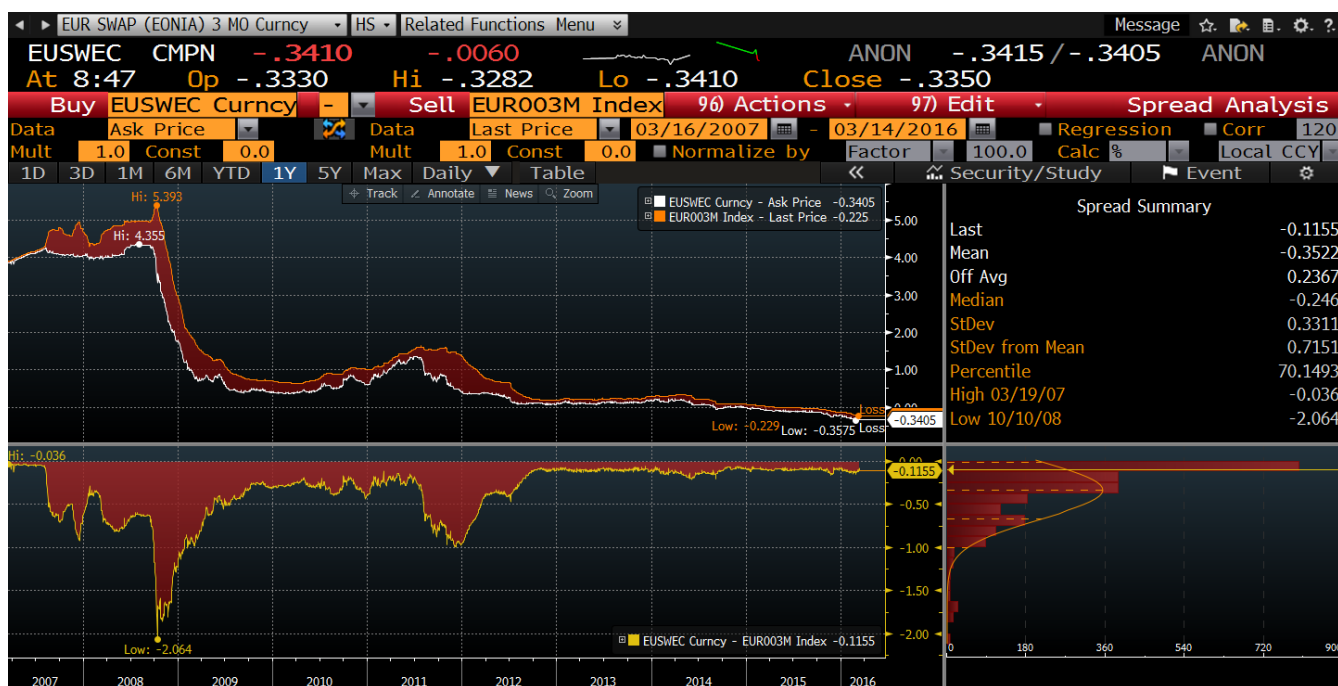 EUR SWAP (EONIA) 3 MO Curncy HS Related Functions Menu Message
EUSWEC CMPN -.3410 -.0060 ANON -.3415 / -.3405 ANON
At 8:47 Op -.3330 Hi -.3282 Lo -.3410 Close -.3350
Buy EUSWEC Curncy - Sell EUR003M Index 96) Actions 97) Edit Spread Analysis
Data Ask Price Data Last Price 03/16/2007 - 03/14/2016 Regression Corr 120
Mult 1.0 Const 0.0 Mult 1.0 Const 0.0 Normalize by Factor 100.0 Calc % Local CCY
1D 3D 1M 6M YTD 1Y 5Y Max Daily Table Security/Study Event
Track Annotate News Zoom
Hi: 5.393
Hi: 4.355
EUSWEC Curncy - Ask Price -0.3405
EUR003M Index - Last Price -0.225
5.00
4.00
3.00
2.00
1.00
0.00
Loss
-0.3405
Low: -0.229 Low: -0.3575 Loss
Spread Summary
Last -0.1155
Mean -0.3522
Off Avg 0.2367
Median -0.246
StDev 0.3311
StDev from Mean 0.7151
Percentile 70.1493
High 03/19/07 -0.036
Low 10/10/08 -2.064
Hi: -0.036
0.00
-0.1155
-0.50
-1.00
-1.50
-2.00
Low: -2.064
EUSWEC Curncy - EUR003M Index -0.1155
0 180 360 540 720 900
2007 2008 2009 2010 2011 2012 2013 2014 2015 2016